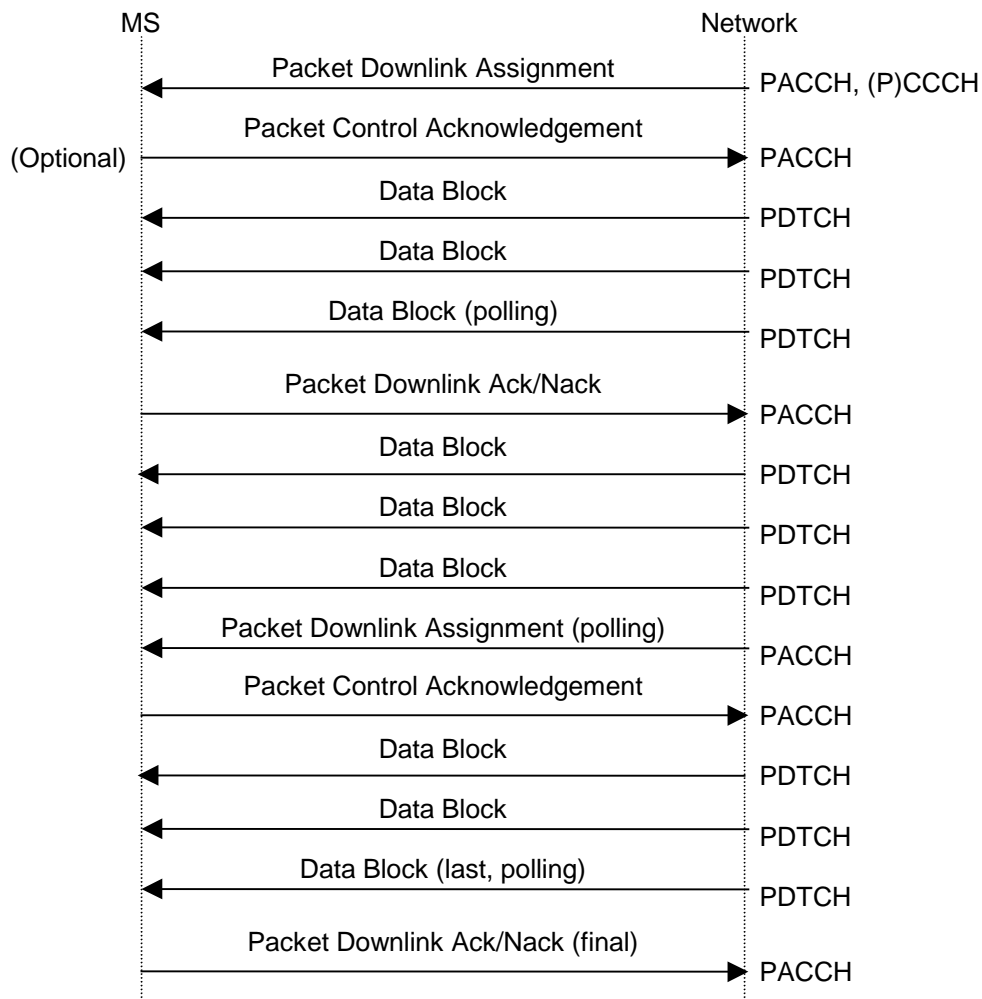 MS Network
Packet Downlink Assignment
PACCH, (P)CCCH
Packet Control Acknowledgement
(Optional) PACCH
Data Block
PDTCH
Data Block
PDTCH
Data Block (polling)
PDTCH
Packet Downlink Ack/Nack
PACCH
Data Block
PDTCH
Data Block
PDTCH
Data Block
PDTCH
Packet Downlink Assignment (polling)
PACCH
Packet Control Acknowledgement
PACCH
Data Block
PDTCH
Data Block
PDTCH
Data Block (last, polling)
PDTCH
Packet Downlink Ack/Nack (final)
PACCH